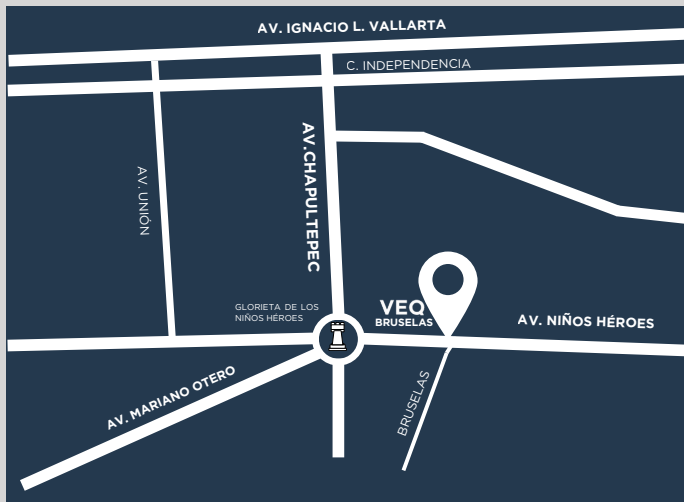 AV. IGNACIO L. VALLARTA
C. INDEPENDENCIA
AV.CHAPULTEPEC
AV. UNIÓN
GLORIETA DE LOS
NIÑOS HÉROES
VEQ
BRUSELAS
AV. NIÑOS HÉROES
AV. MARIANO OTERO
BRUSELAS